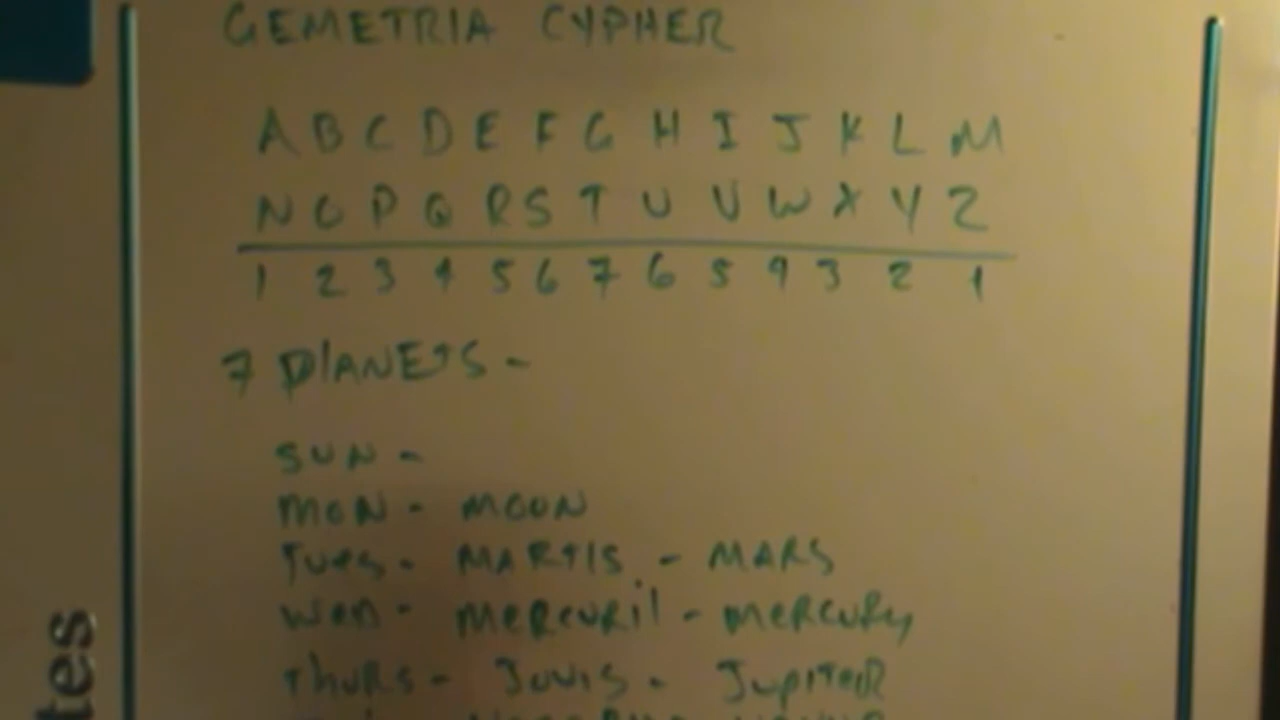 GEMETRIA CYPHER
A B C D E F G H I J K L M
N O P Q R S T U V W X Y Z
1 2 3 4 5 6 7 6 5 4 3 2 1
7 PlANETS -
SUN -
MON - MOON
TUES - MARTIS - MARS
WED - MERCURII - MERCURY
THURS - JOVIS - JUPITER
tes